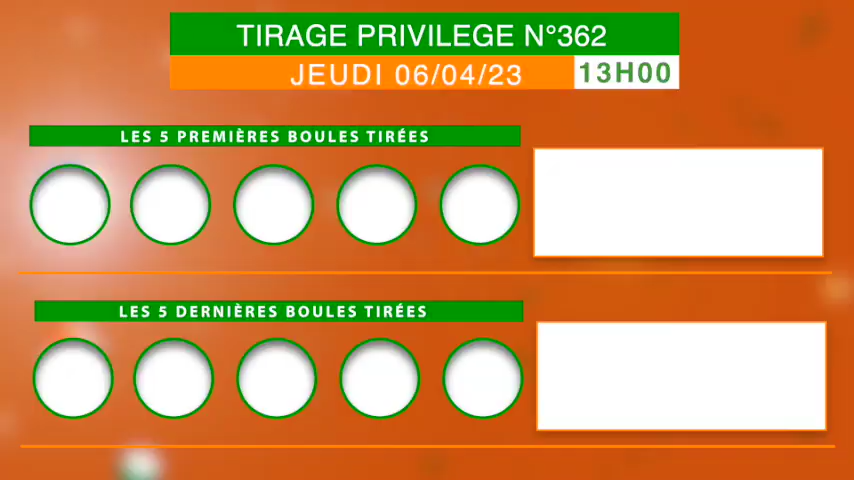 TIRAGE PRIVILEGE N°362
JEUDI 06/04/23 13H00
LES 5 PREMIÈRES BOULES TIRÉES
LES 5 DERNIÈRES BOULES TIRÉES